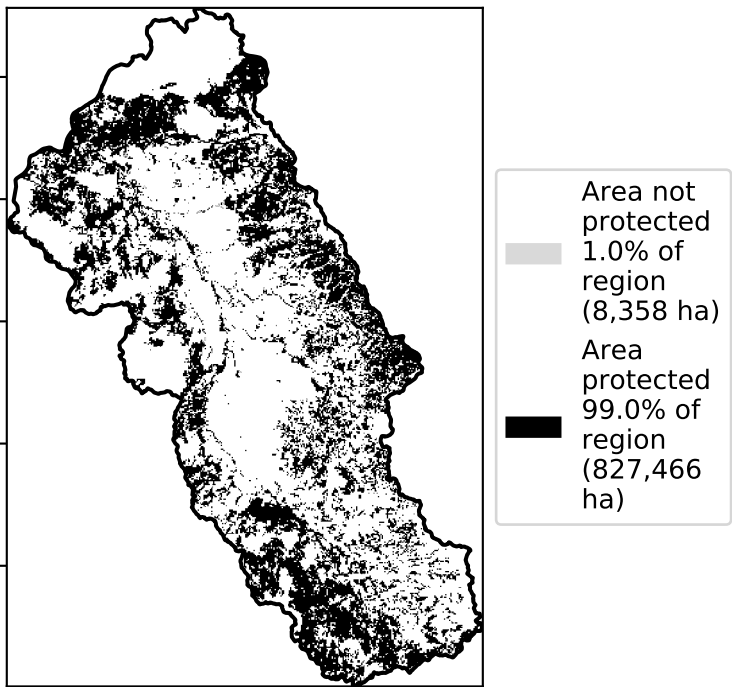 Area not
protected
1.0% of
region
(8,358 ha)
Area
protected
99.0% of
region
(827,466
ha)